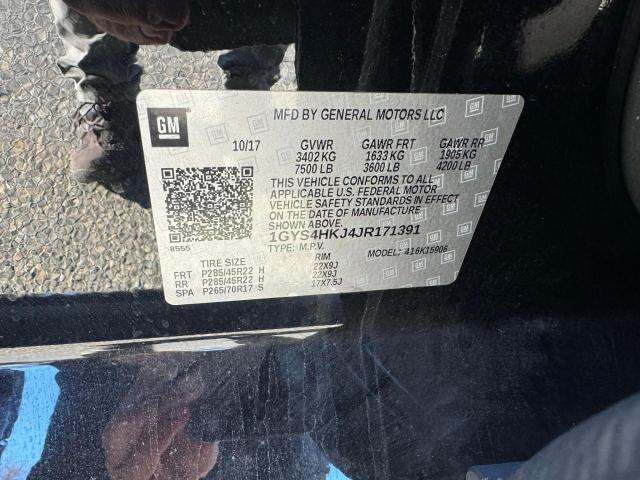 GM
MFD BY GENERAL MOTORS LLC
10/17 GVWR GAWR FRT GAWR RR
3402 KG 1633 KG 1905 KG
7500 LB 3600 LB 4200 LB
THIS VEHICLE CONFORMS TO ALL
APPLICABLE U.S. FEDERAL MOTOR
VEHICLE SAFETY STANDARDS IN EFFECT
ON THE DATE OF MANUFACTURE
SHOWN ABOVE.
1GYS4HKJ4JR171391
8555 TYPE: M.P.V. MODEL: 416K15906
TIRE SIZE RIM
FRT P285/45R22 H 22X9J
RR P285/45R22 H 22X9J
SPA P265/70R17 S 17X7.5J